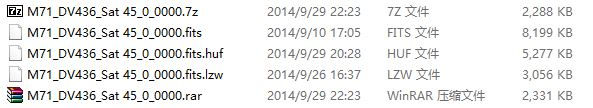 M71_DV436_Sat 45_0_0000.7z 2014/9/29 22:23 7Z 文件 2,288 KB
M71_DV436_Sat 45_0_0000.fits 2014/9/10 17:05 FITS 文件 8,199 KB
M71_DV436_Sat 45_0_0000.fits.huf 2014/9/29 20:28 HUF 文件 5,277 KB
M71_DV436_Sat 45_0_0000.fits.lzw 2014/9/26 16:37 LZW 文件 3,056 KB
M71_DV436_Sat 45_0_0000.rar 2014/9/29 22:23 WinRAR 压缩文件 2,331 KB